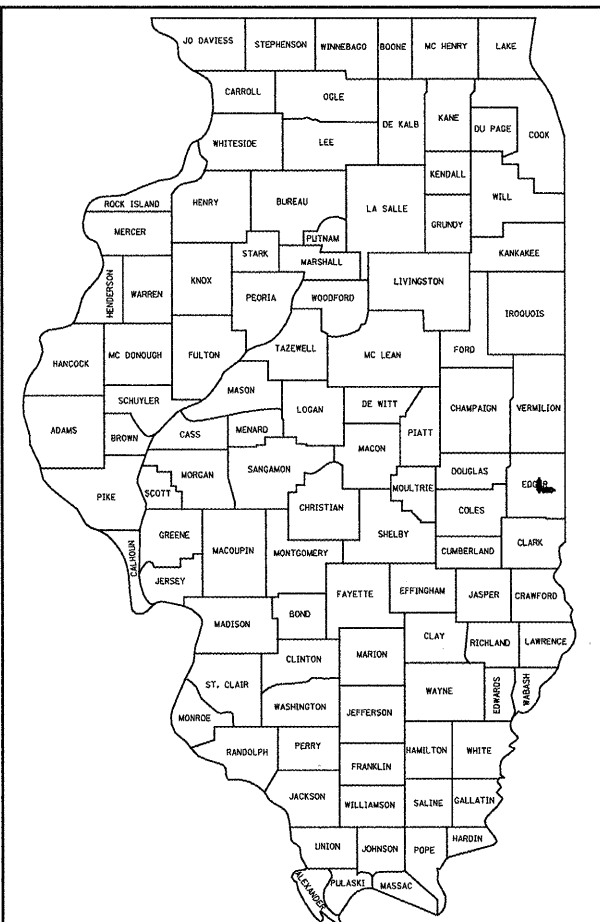 JO DAVIESS
STEPHENSON
WINNEBAGO
BOONE
MC HENRY
LAKE
CARROLL
OGLE
DE KALB
KANE
DU PAGE
COOK
WHITESIDE
LEE
KENDALL
WILL
ROCK ISLAND
HENRY
BUREAU
LA SALLE
GRUNDY
MERCER
PUTNAM
STARK
MARSHALL
KANKAKEE
HENDERSON
WARREN
KNOX
PEORIA
WOODFORD
LIVINGSTON
IROQUOIS
HANCOCK
MC DONOUGH
FULTON
TAZEWELL
MC LEAN
FORD
MASON
SCHUYLER
LOGAN
DE WITT
CHAMPAIGN
VERMILION
ADAMS
BROWN
CASS
MENARD
MACON
PIATT
PIKE
SCOTT
MORGAN
SANGAMON
CHRISTIAN
MOULTRIE
DOUGLAS
EDGAR
COLES
GREENE
MACOUPIN
MONTGOMERY
SHELBY
CUMBERLAND
CLARK
CALHOUN
JERSEY
FAYETTE
EFFINGHAM
JASPER
CRAWFORD
MADISON
BOND
CLAY
RICHLAND
LAWRENCE
CLINTON
MARION
ST. CLAIR
WAYNE
EDWARDS
WABASH
MONROE
WASHINGTON
JEFFERSON
RANDOLPH
PERRY
HAMILTON
WHITE
FRANKLIN
JACKSON
WILLIAMSON
SALINE
GALLATIN
UNION
JOHNSON
POPE
HARDIN
ALEXANDER
PULASKI
MASSAC